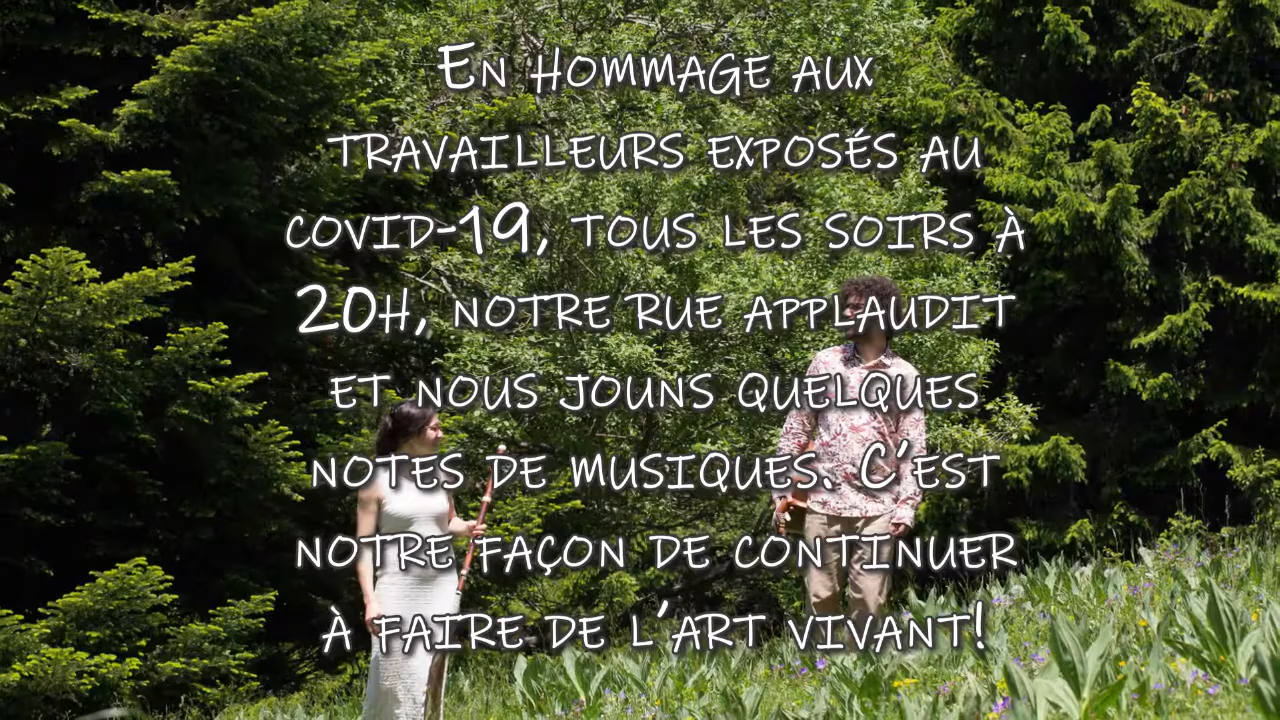 En hommage aux
travailleurs exposés au
covid-19, tous les soirs à
20h, notre rue applaudit
et nous jouns quelques
notes de musiques. C'est
notre façon de continuer
à faire de l'art vivant!